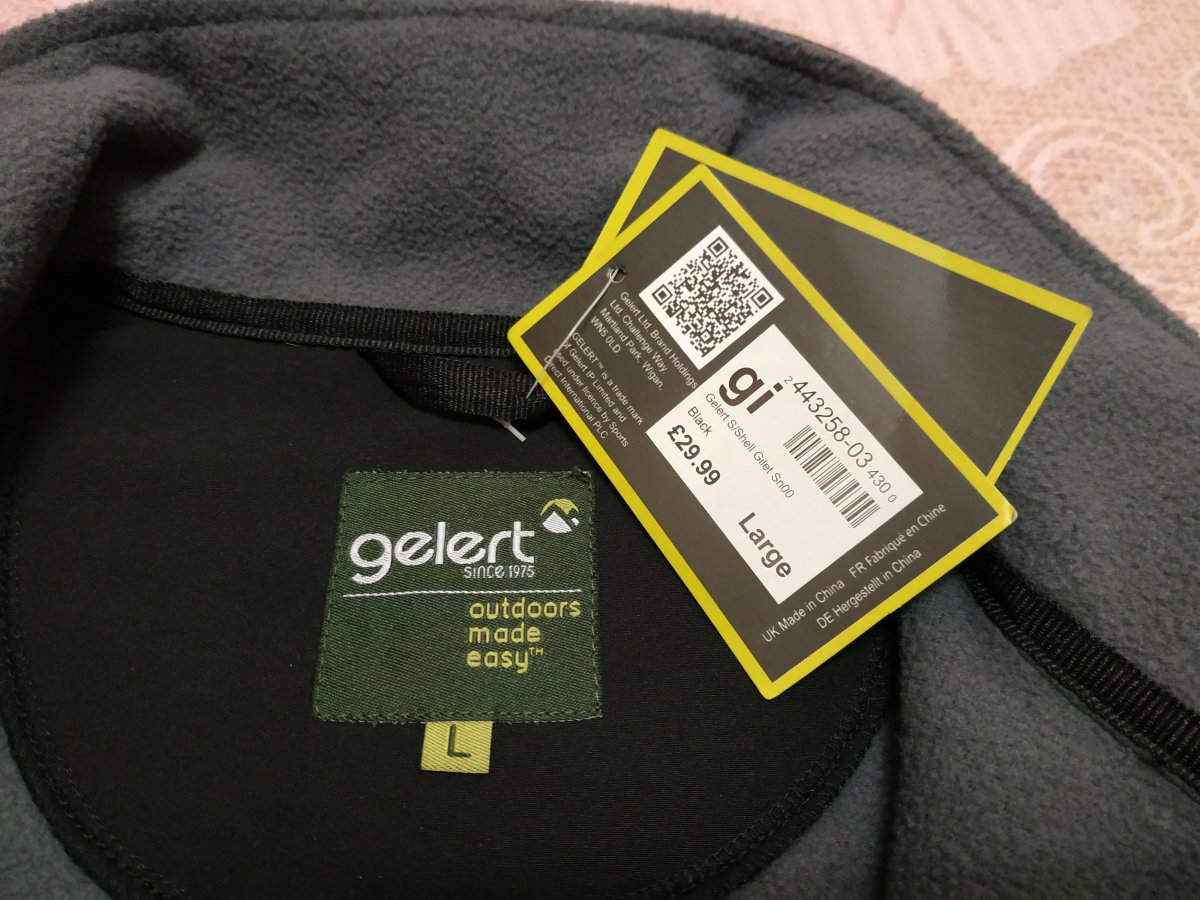 gelert
SINCE 1975
outdoors
made
easy™
L
Gelert Ltd. Brand Holdings
Ltd. Challenge Way
Martland Park, Wigan,
WN5 0LD
GELERT™ is a trade mark
of Gelert IP Limited and
used under licence by Sports
Direct International PLC
gi
2 443258-03 430 0
Gelert S/Shell Gilet Sn00
Black
£29.99
Large
UK Made in China FR Fabriqué en Chine
DE Hergestellt in China